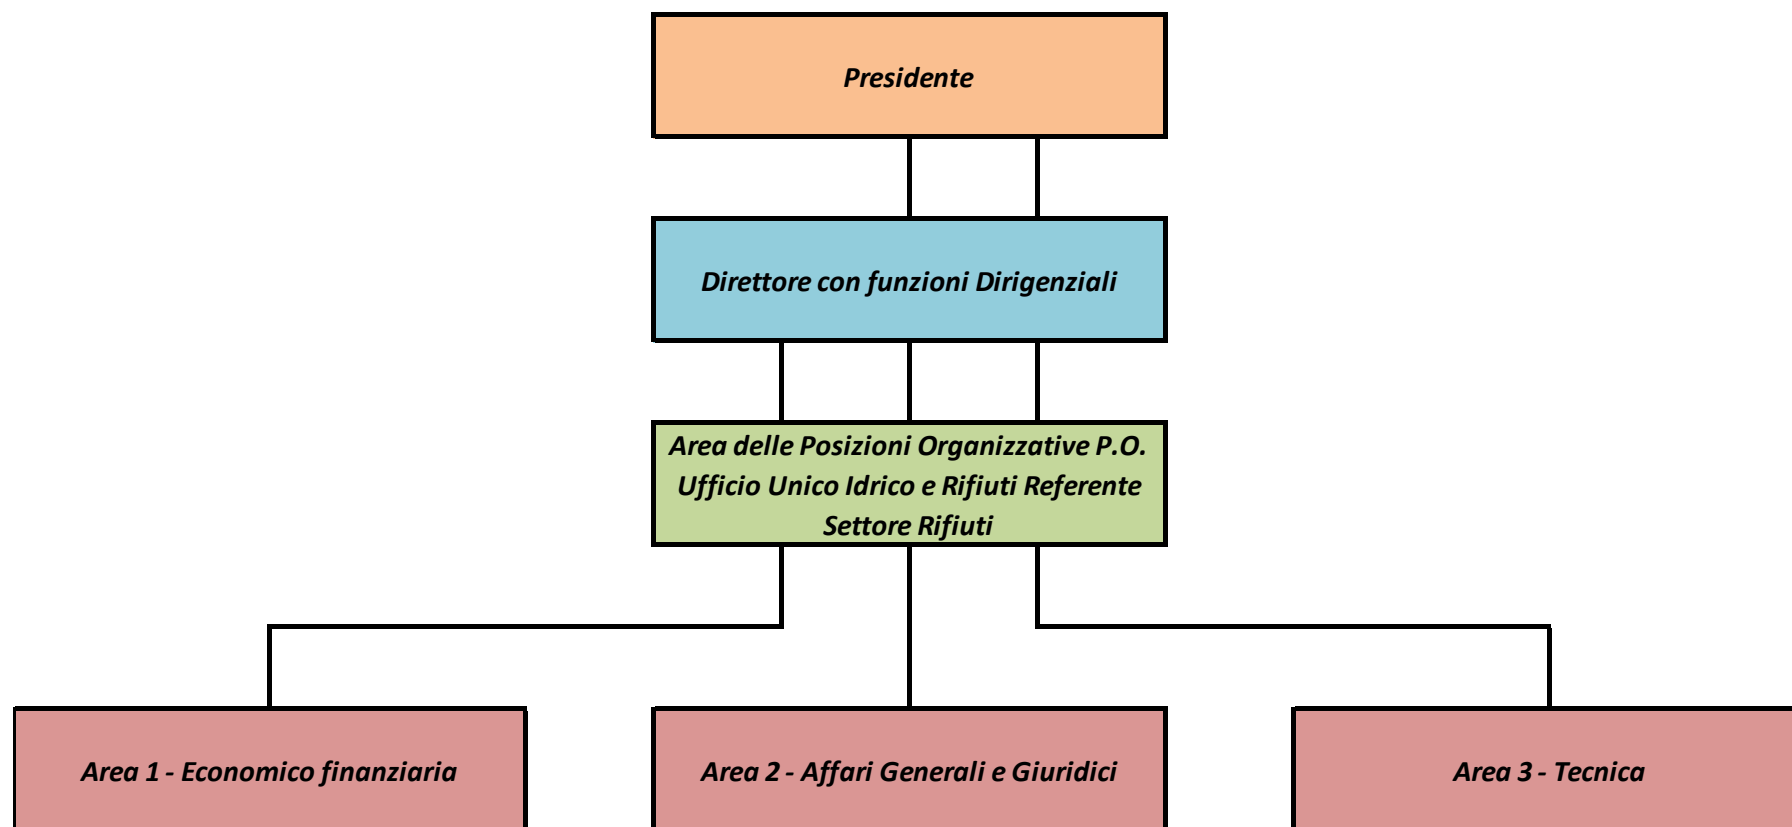 Presidente
Direttore con funzioni Dirigenziali
Area delle Posizioni Organizzative P.O.
Ufficio Unico Idrico e Rifiuti Referente
Settore Rifiuti
Area 1 - Economico finanziaria
Area 2 - Affari Generali e Giuridici
Area 3 - Tecnica